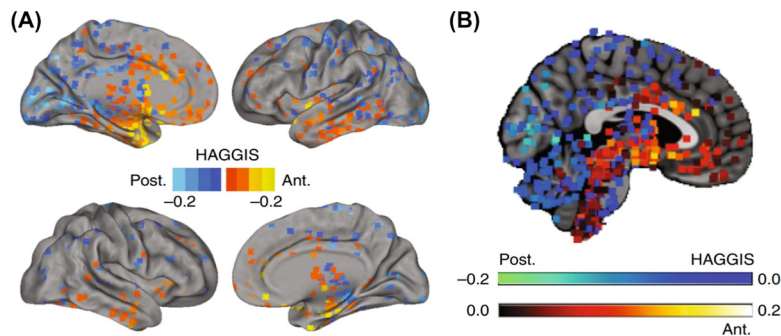 (A)
HAGGIS
Post. Ant.
−0.2 −0.2
(B)
Post. HAGGIS
−0.2 0.0
0.0 0.2
Ant.